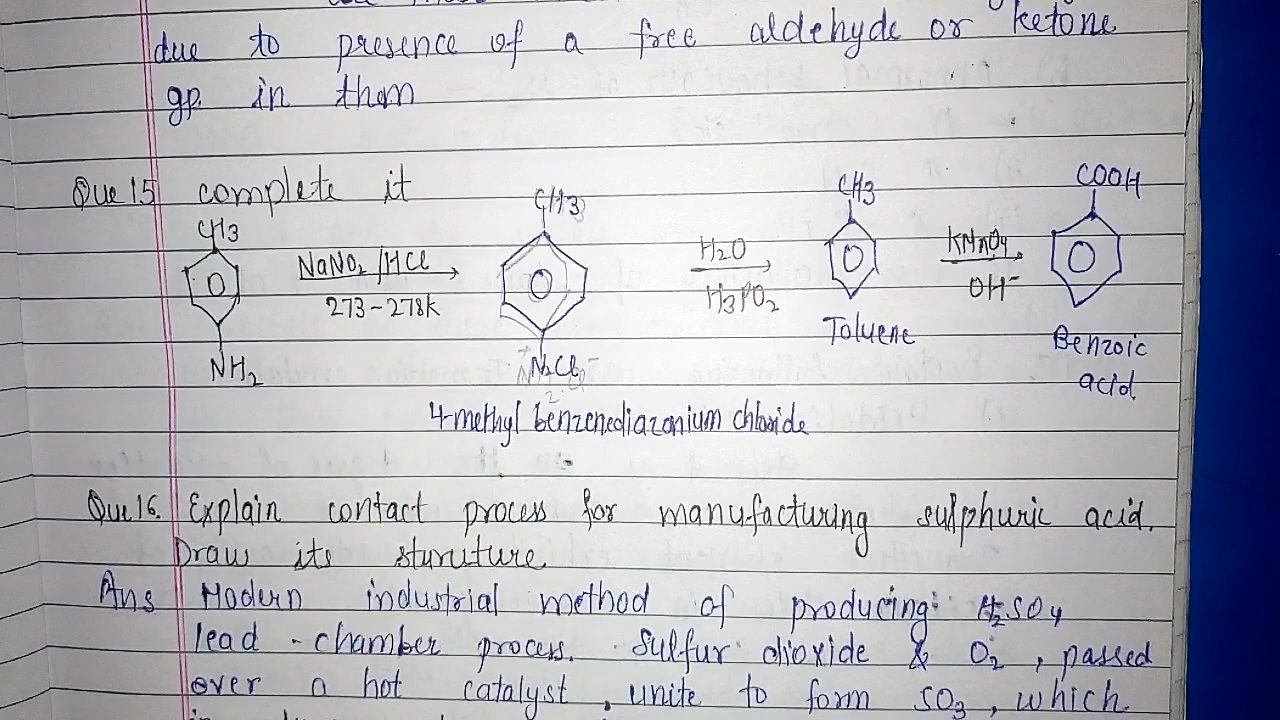 due to presence of a free aldehyde or ketone
gp. in them
Que 15 complete it
CH3 CH3 CH3 COOH
NaNO2/HCl H2O KMnO4
273-278k H3PO2 OH-
NH2 N2Cl Toluene Benzoic
acid.
4-methyl benzenediazonium chloride
Que 16. Explain contact process for manufacturing sulphuric acid.
Draw its sturuture
Ans Modern industrial method of producing H2SO4
lead-chamber process. Sulfur dioxide & O2, passed
over a hot catalyst, unite to form SO3, which